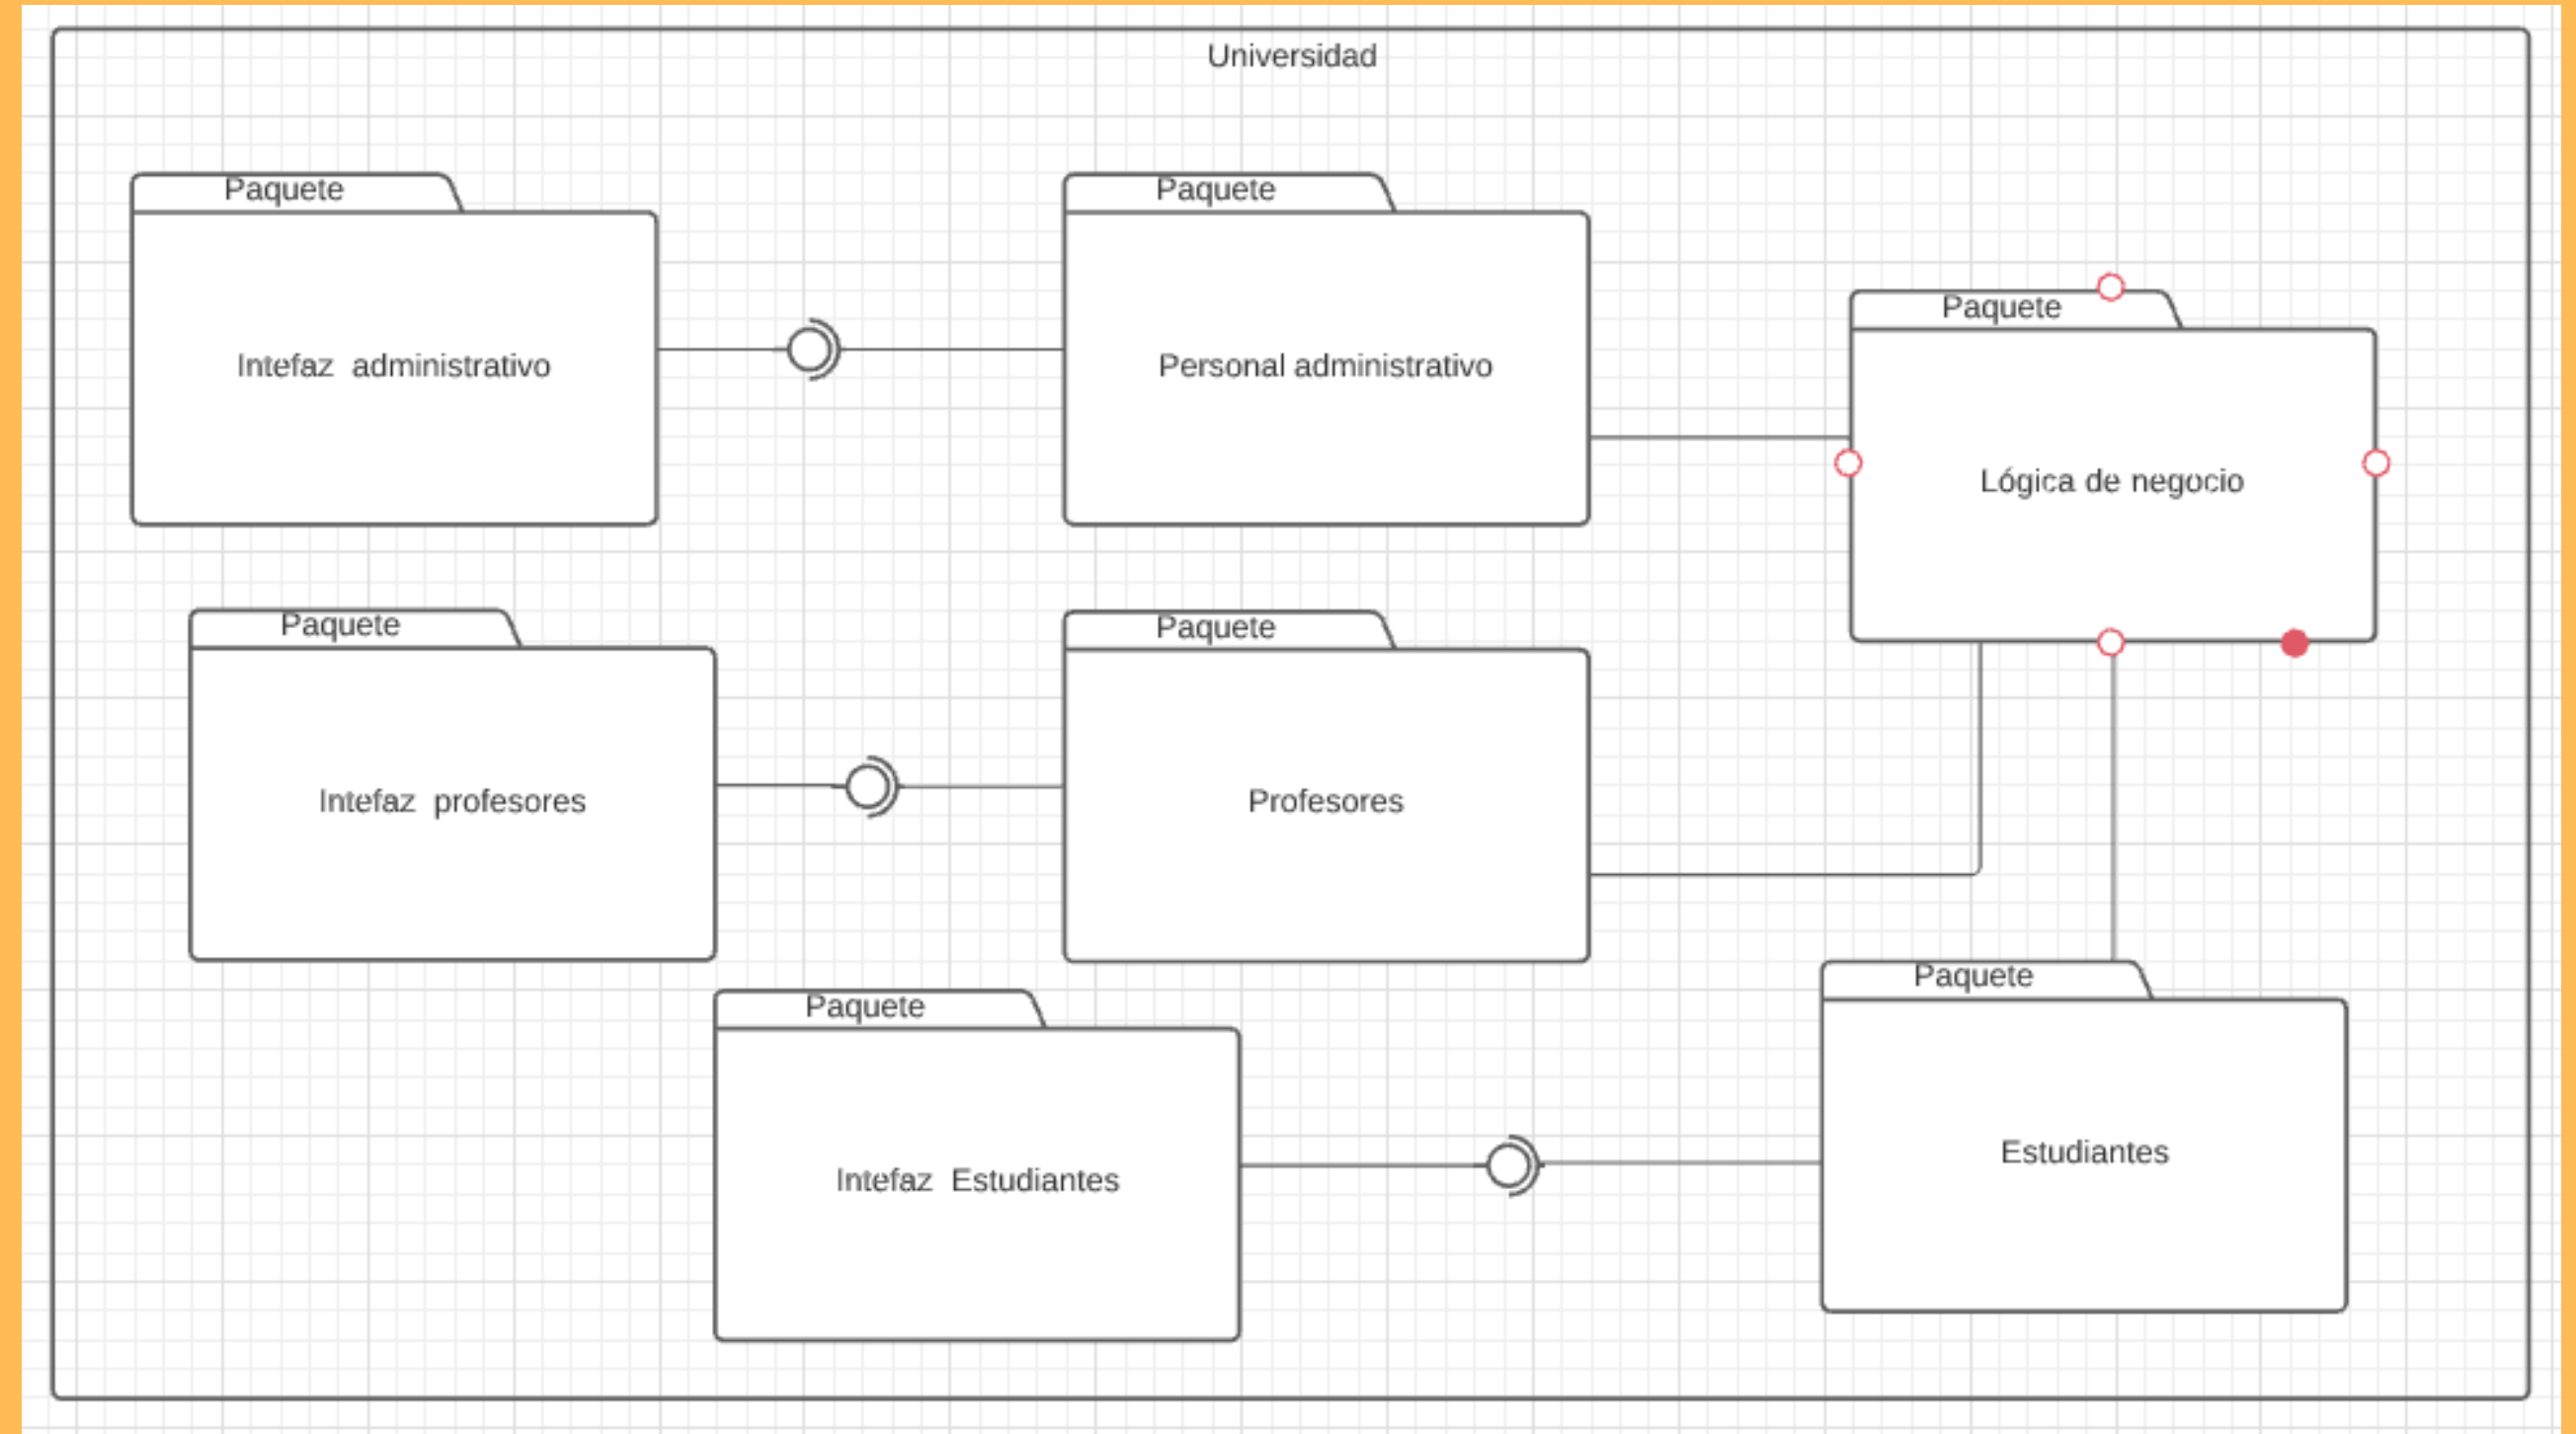 Universidad
Paquete
Intefaz administrativo
Paquete
Personal administrativo
Paquete
Lógica de negocio
Paquete
Intefaz profesores
Paquete
Profesores
Paquete
Intefaz Estudiantes
Paquete
Estudiantes